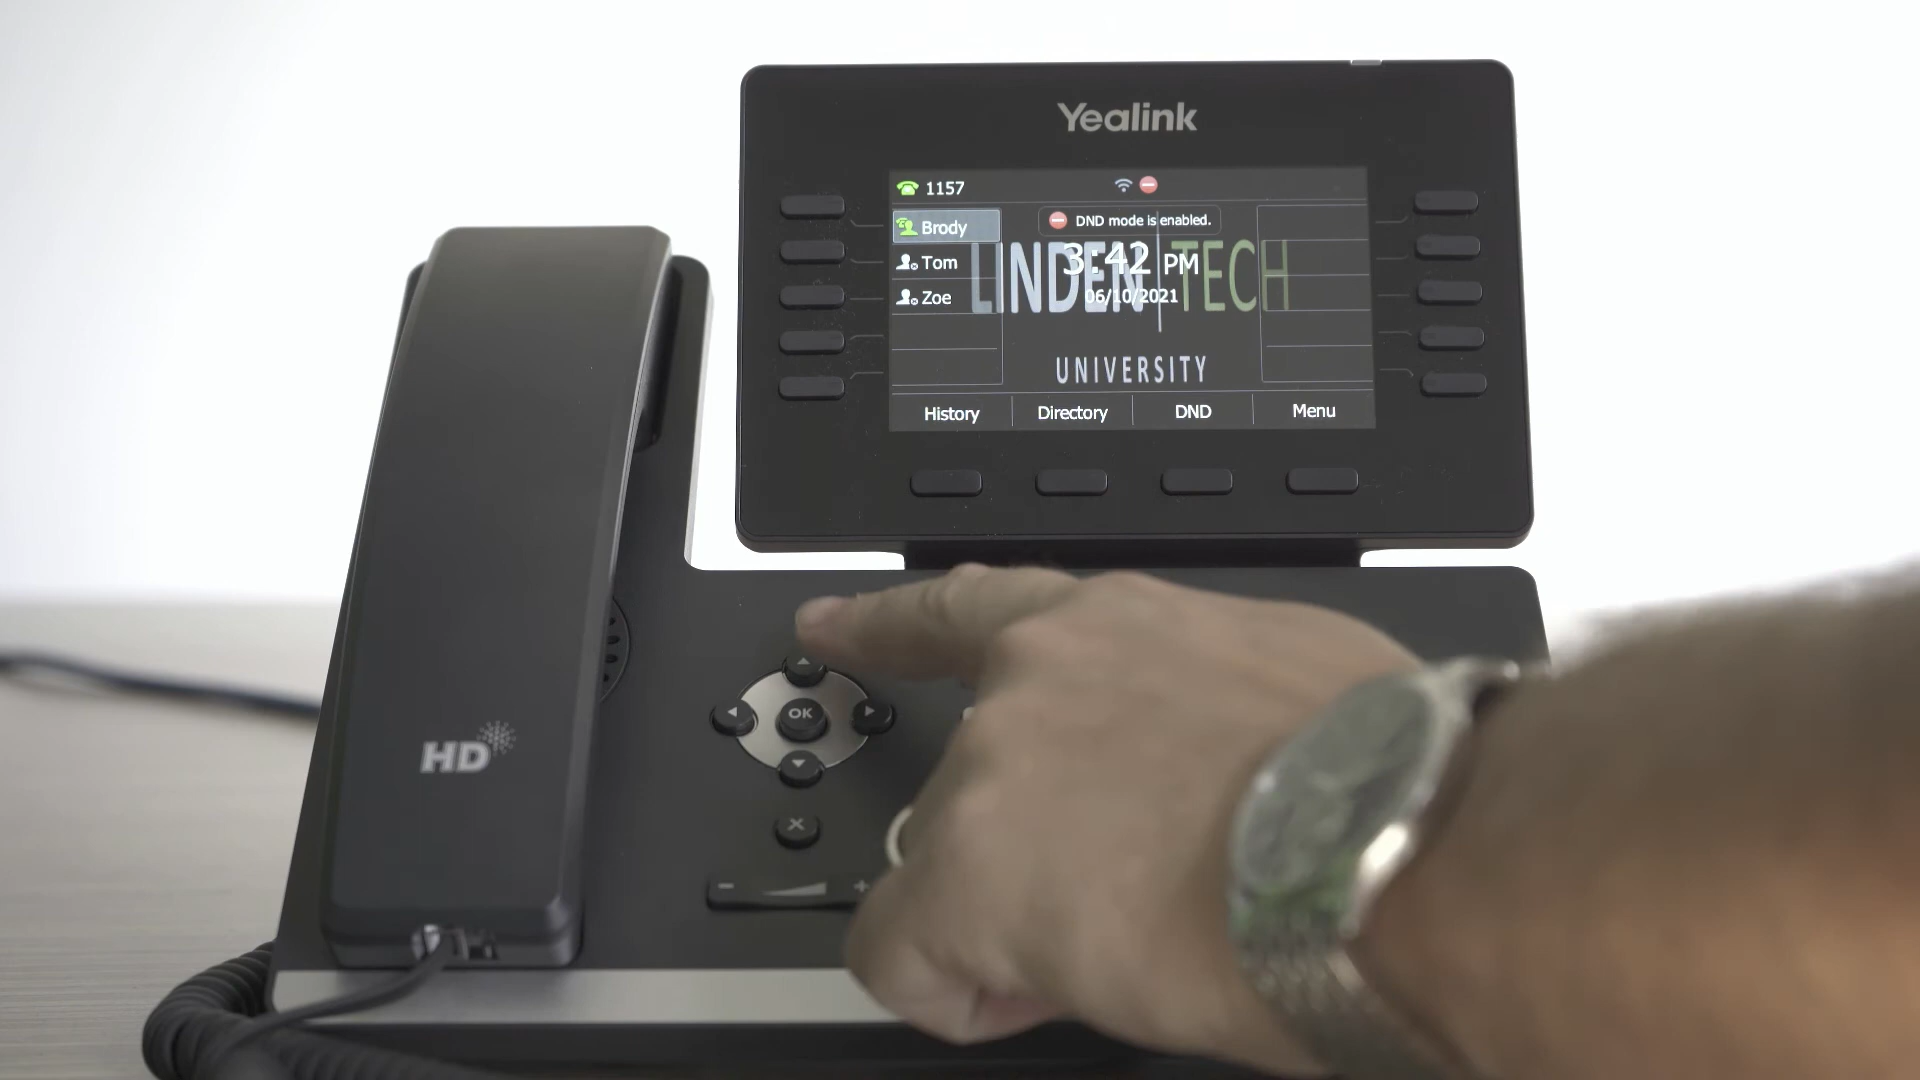 Yealink
1157
Brody
DND mode is enabled.
Tom
3:42 PM
LINDEN TECH
Zoe
06/10/2021
UNIVERSITY
History Directory DND Menu
OK
HD